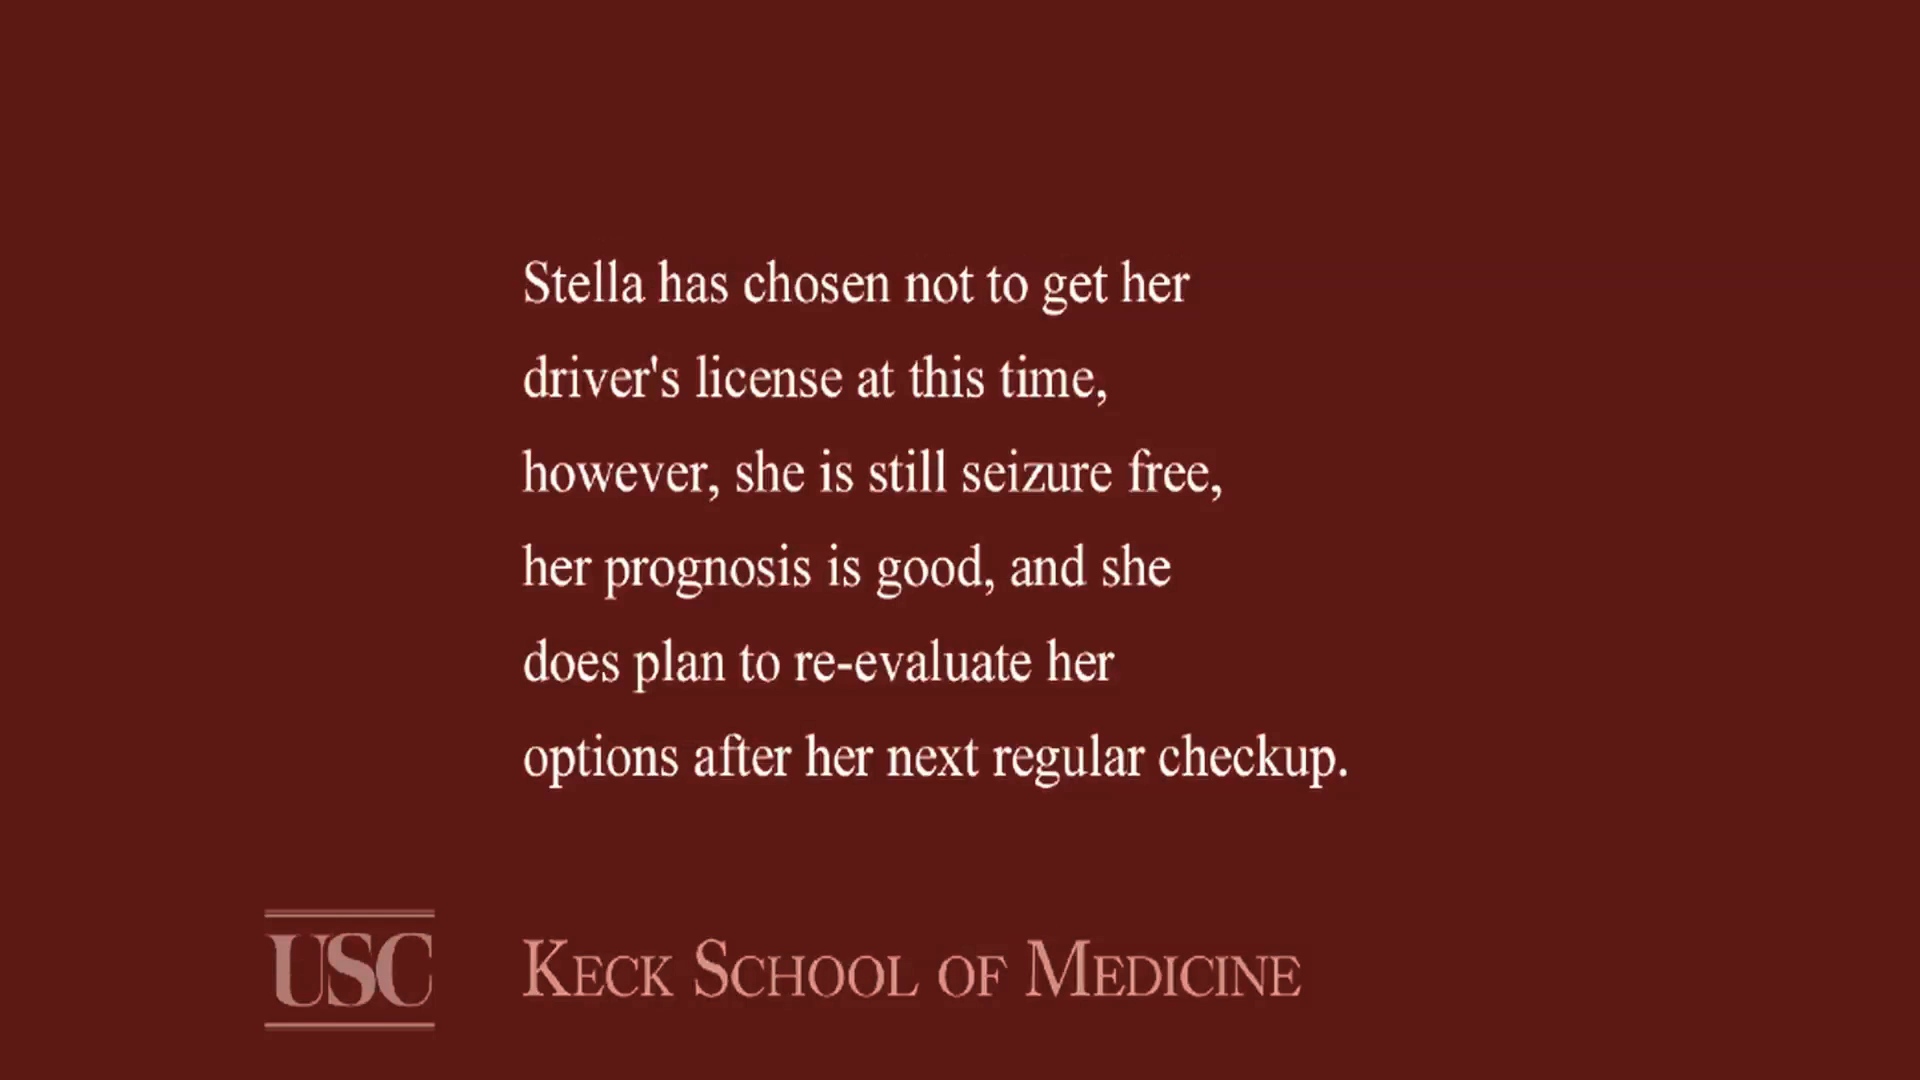 Stella has chosen not to get her
driver's license at this time,
however, she is still seizure free,
her prognosis is good, and she
does plan to re-evaluate her
options after her next regular checkup.
USC KECK SCHOOL OF MEDICINE